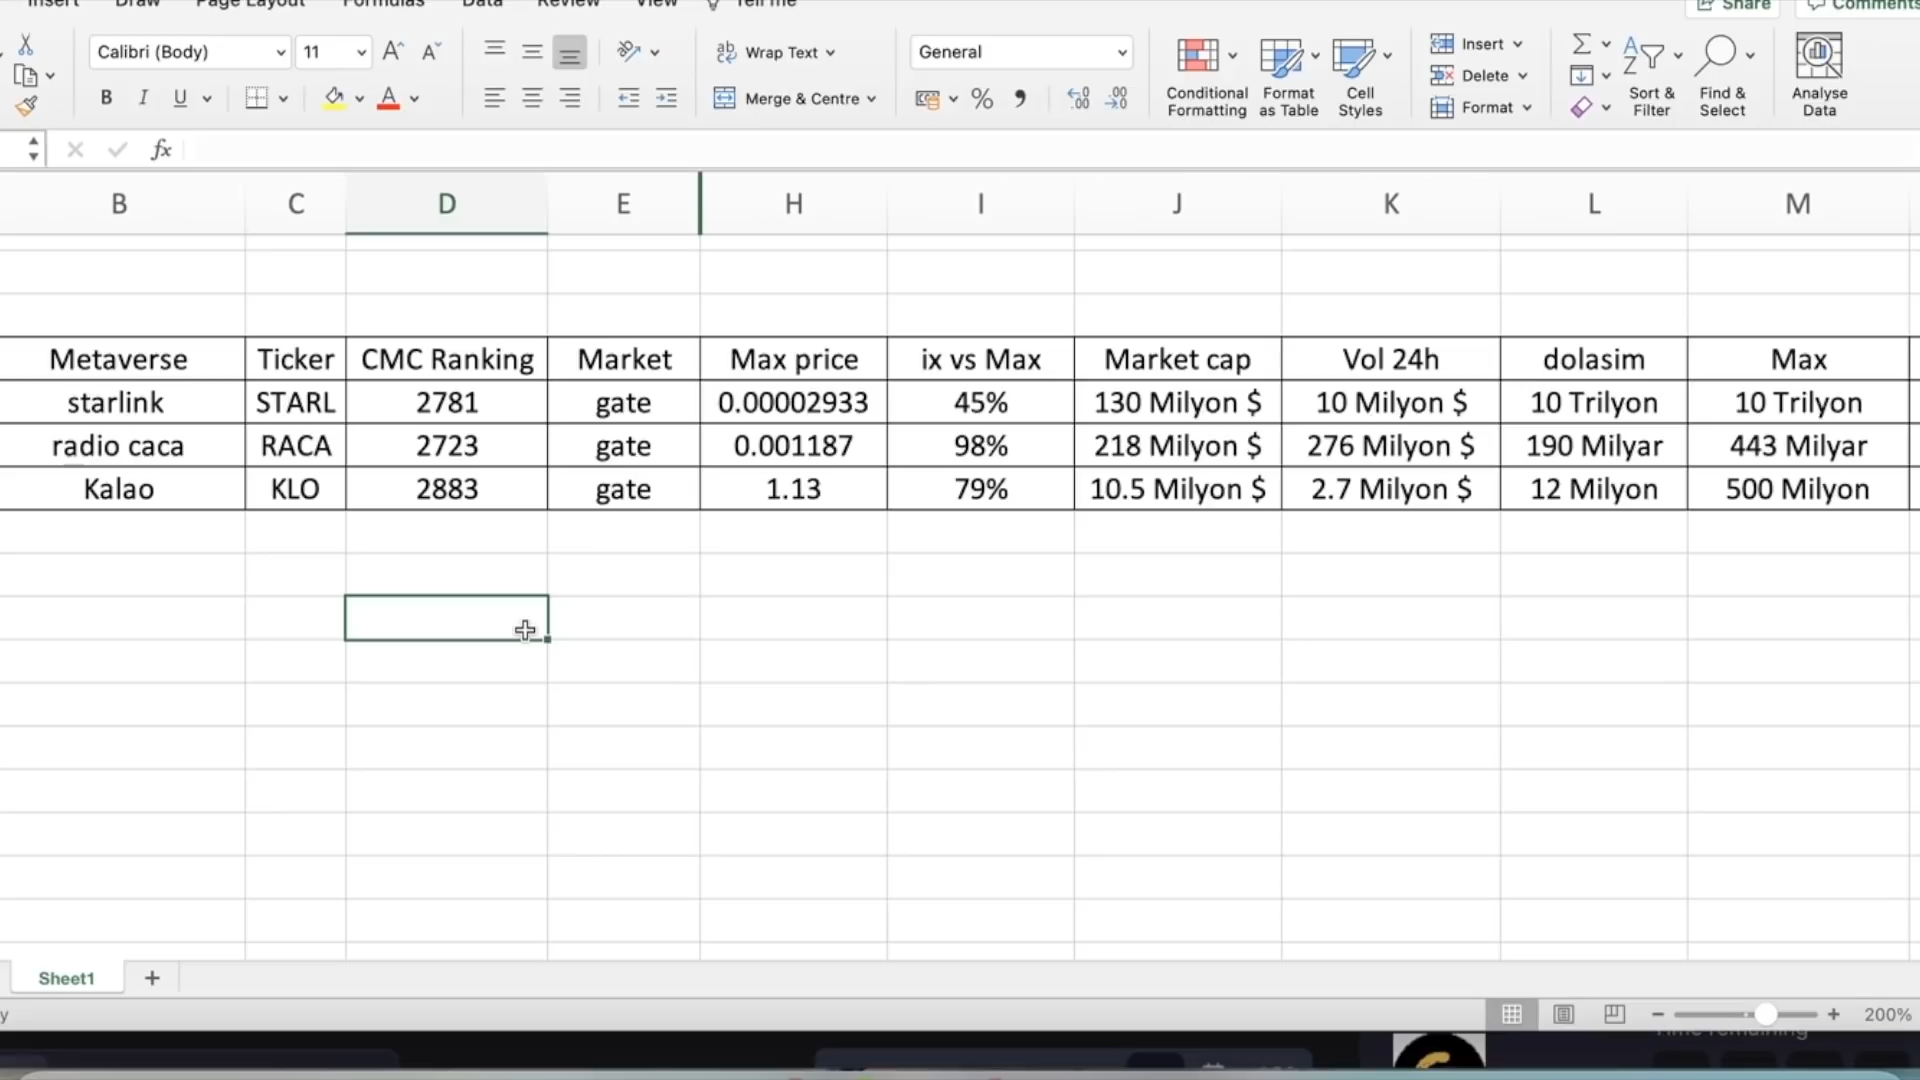 Insert Draw Page Layout Formulas Data Review View Tell me Share Comments
Calibri (Body) 11 Wrap Text General Insert
Delete
Merge & Centre Conditional Formatting Format as Table Cell Styles Format Sort & Filter Find & Select Analyse Data
fx
B C D E H I J K L M
Metaverse Ticker CMC Ranking Market Max price ix vs Max Market cap Vol 24h dolasim Max
starlink STARL 2781 gate 0.00002933 45% 130 Milyon $ 10 Milyon $ 10 Trilyon 10 Trilyon
radio caca RACA 2723 gate 0.001187 98% 218 Milyon $ 276 Milyon $ 190 Milyar 443 Milyar
Kalao KLO 2883 gate 1.13 79% 10.5 Milyon $ 2.7 Milyon $ 12 Milyon 500 Milyon
Sheet1 +
200%